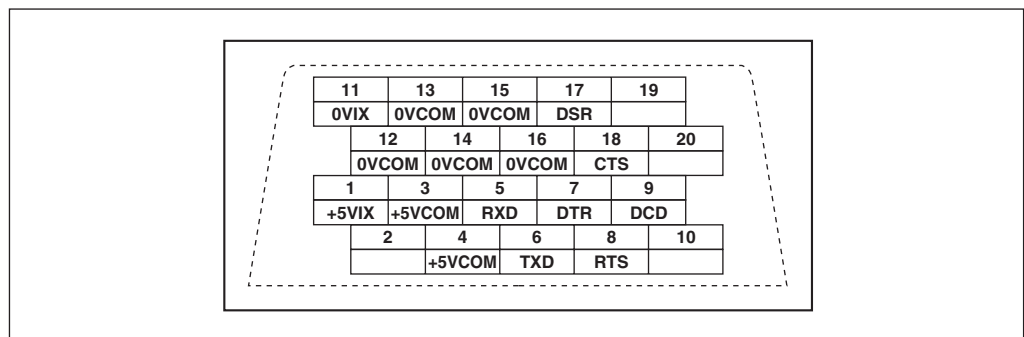 11 13 15 17 19
0VIX 0VCOM 0VCOM DSR
12 14 16 18 20
0VCOM 0VCOM 0VCOM CTS
1 3 5 7 9
+5VIX +5VCOM RXD DTR DCD
2 4 6 8 10
+5VCOM TXD RTS